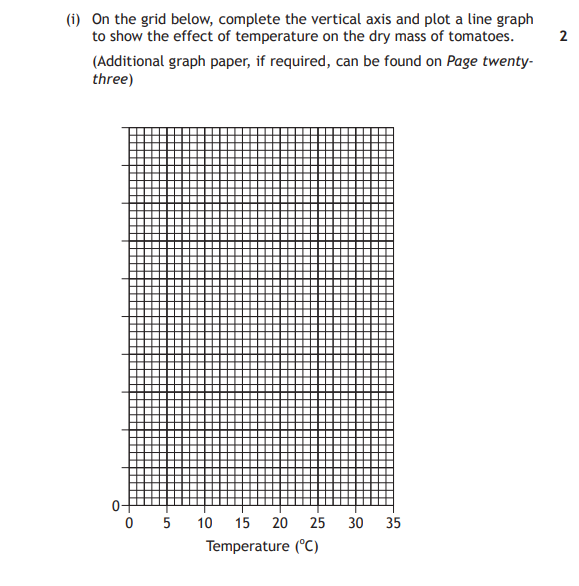 (i) On the grid below, complete the vertical axis and plot a line graph
to show the effect of temperature on the dry mass of tomatoes. 2
(Additional graph paper, if required, can be found on Page twenty-
three)
0
0 5 10 15 20 25 30 35
Temperature (°C)